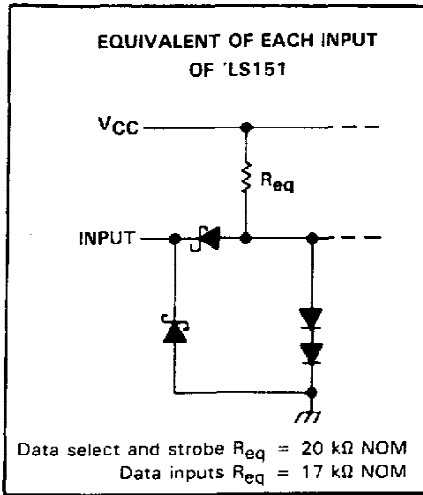 EQUIVALENT OF EACH INPUT
OF 'LS151
VCC
Req
INPUT
Data select and strobe Req = 20 kΩ NOM
Data inputs Req = 17 kΩ NOM